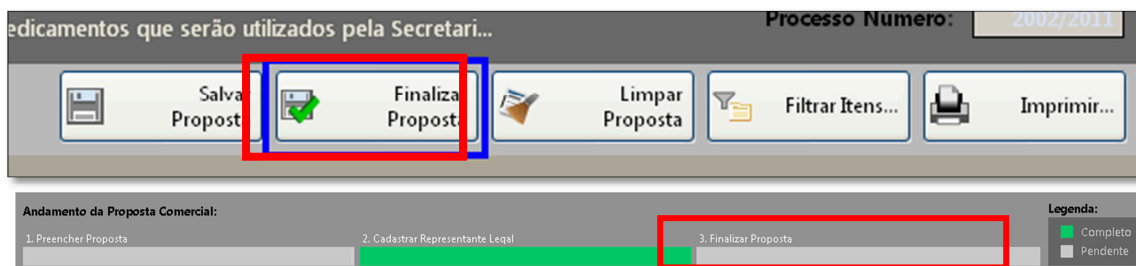 edicamentos que serão utilizados pela Secretari...
Processo Número: 2002/2011
Salva
Propost
Finaliza
Proposta
Limpar
Proposta
Filtrar Itens...
Imprimir...
Andamento da Proposta Comercial:
Legenda:
1. Preencher Proposta
2. Cadastrar Representante Legal
3. Finalizar Proposta
Completo
Pendente